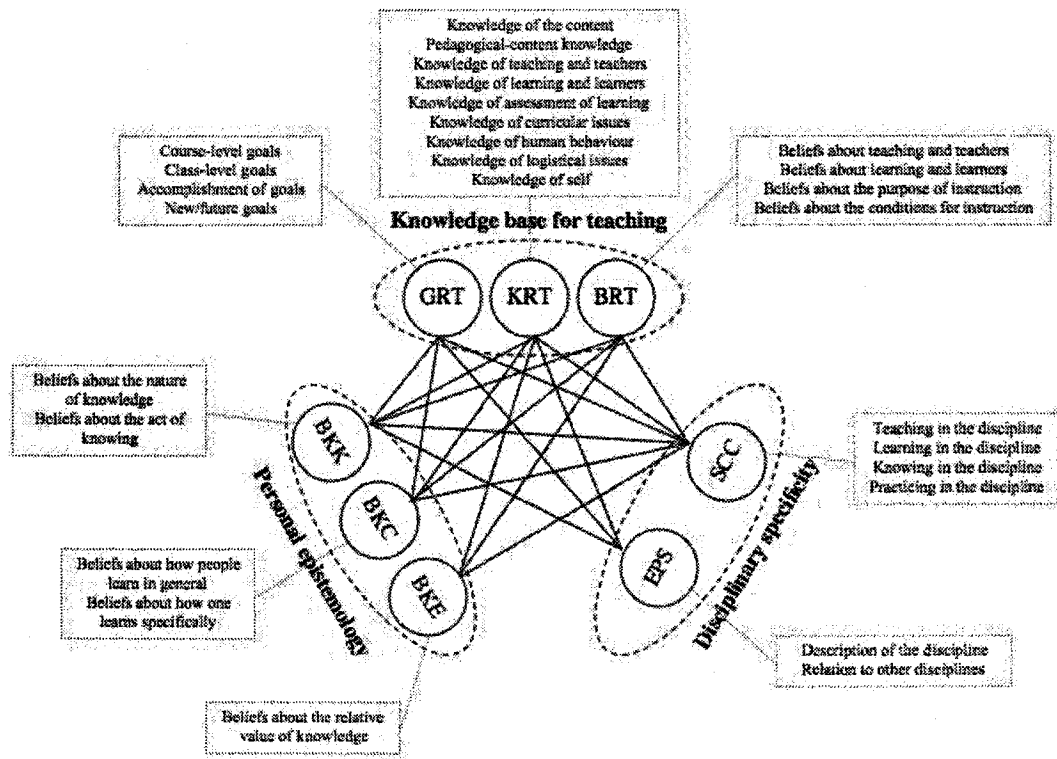 Knowledge of the content
Pedagogical-content knowledge
Knowledge of teaching and teachers
Knowledge of learning and learners
Knowledge of assessment of learning
Knowledge of curricular issues
Knowledge of human behaviour
Knowledge of logistical issues
Knowledge of self
Course-level goals
Class-level goals
Accomplishment of goals
New/future goals
Beliefs about teaching and teachers
Beliefs about learning and learners
Beliefs about the purpose of instruction
Beliefs about the conditions for instruction
Knowledge base for teaching
GRT
KRT
BRT
Beliefs about the nature
of knowledge
Beliefs about the act of
knowing
BKK
BKC
BKE
Personal epistemology
SCC
EPS
Disciplinary specificity
Teaching in the discipline
Learning in the discipline
Knowing in the discipline
Practicing in the discipline
Beliefs about how people
learn in general
Beliefs about how one
learns specifically
Description of the discipline
Relation to other disciplines
Beliefs about the relative
value of knowledge